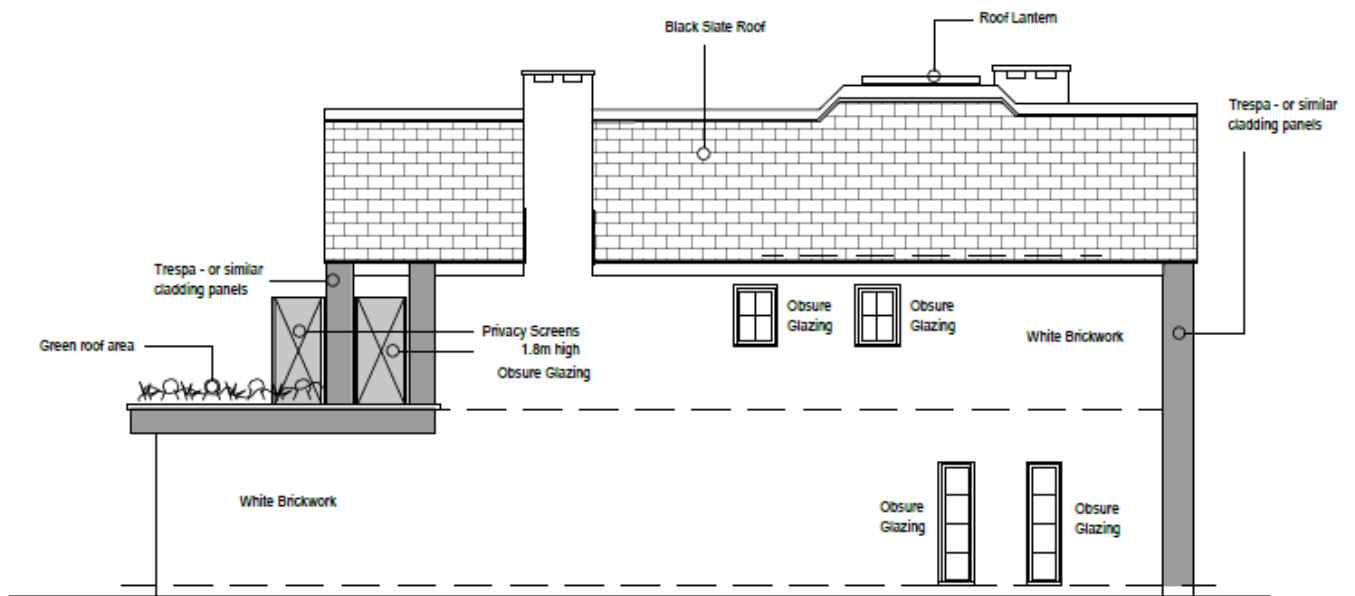 Roof Lantern
Black Slate Roof
Trespa - or similar
cladding panels
Trespa - or similar
cladding panels
Obsure
Glazing
Obsure
Glazing
Privacy Screens
1.8m high
Obsure Glazing
White Brickwork
Green roof area
White Brickwork
Obsure
Glazing
Obsure
Glazing